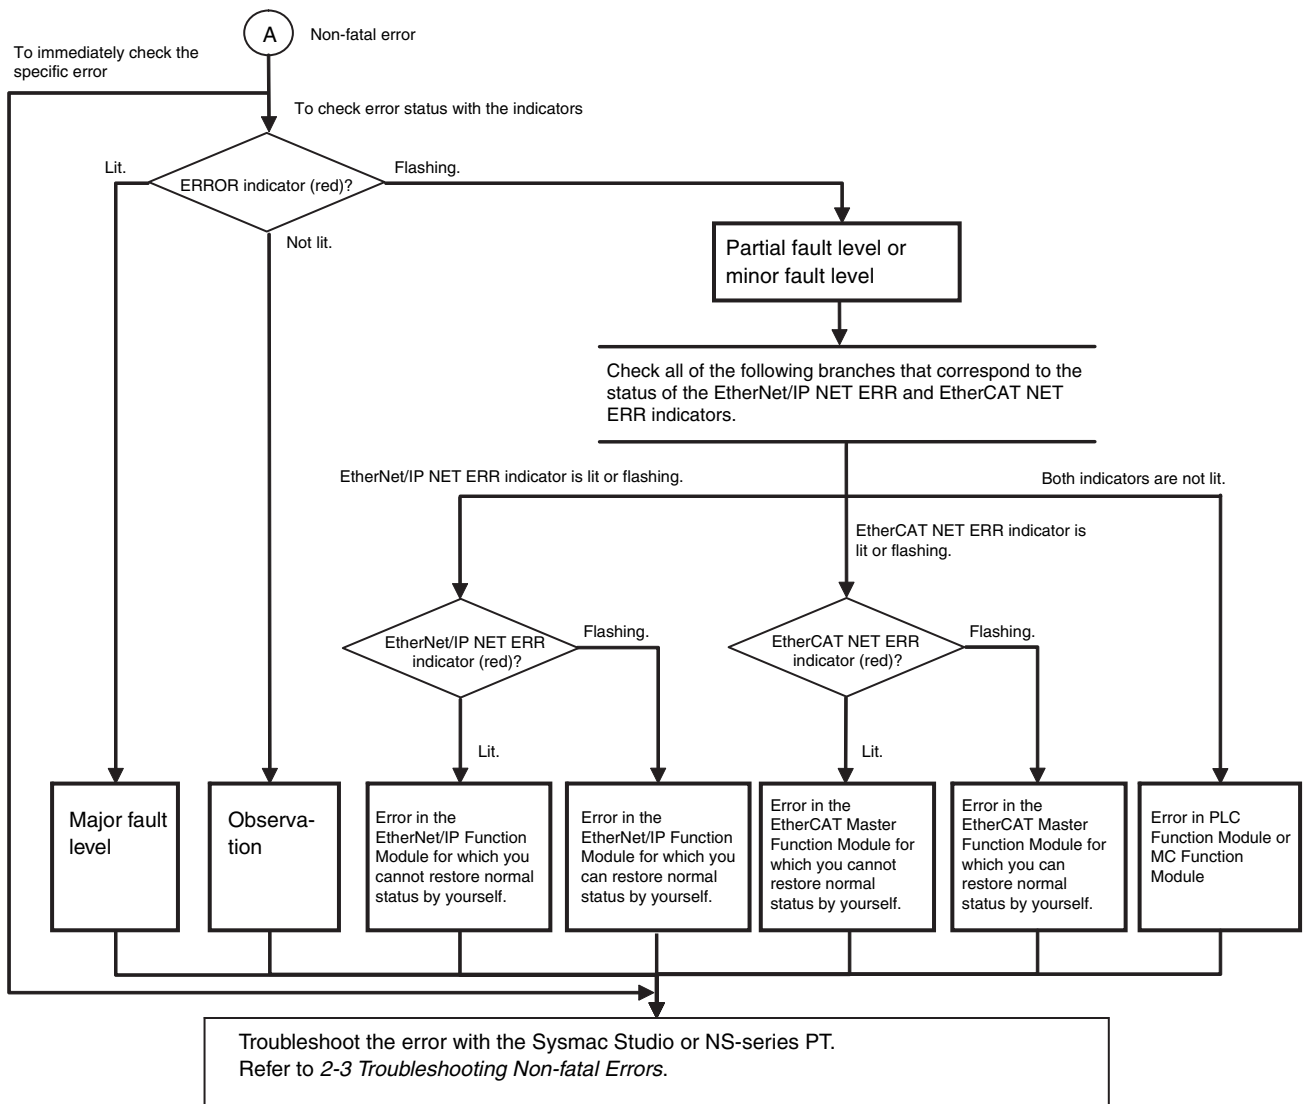 A
Non-fatal error
To immediately check the
specific error
To check error status with the indicators
Lit.
ERROR indicator (red)?
Flashing.
Not lit.
Partial fault level or
minor fault level
Check all of the following branches that correspond to the
status of the EtherNet/IP NET ERR and EtherCAT NET
ERR indicators.
EtherNet/IP NET ERR indicator is lit or flashing.
Both indicators are not lit.
EtherCAT NET ERR indicator is
lit or flashing.
EtherNet/IP NET ERR
indicator (red)?
Flashing.
EtherCAT NET ERR
indicator (red)?
Flashing.
Lit.
Lit.
Major fault
level
Observa-
tion
Error in the
EtherNet/IP Function
Module for which you
cannot restore normal
status by yourself.
Error in the
EtherNet/IP Function
Module for which you
can restore normal
status by yourself.
Error in the
EtherCAT Master
Function Module for
which you cannot
restore normal
status by yourself.
Error in the
EtherCAT Master
Function Module for
which you can
restore normal
status by yourself.
Error in PLC
Function Module or
MC Function
Module
Troubleshoot the error with the Sysmac Studio or NS-series PT.
Refer to 2-3 Troubleshooting Non-fatal Errors.